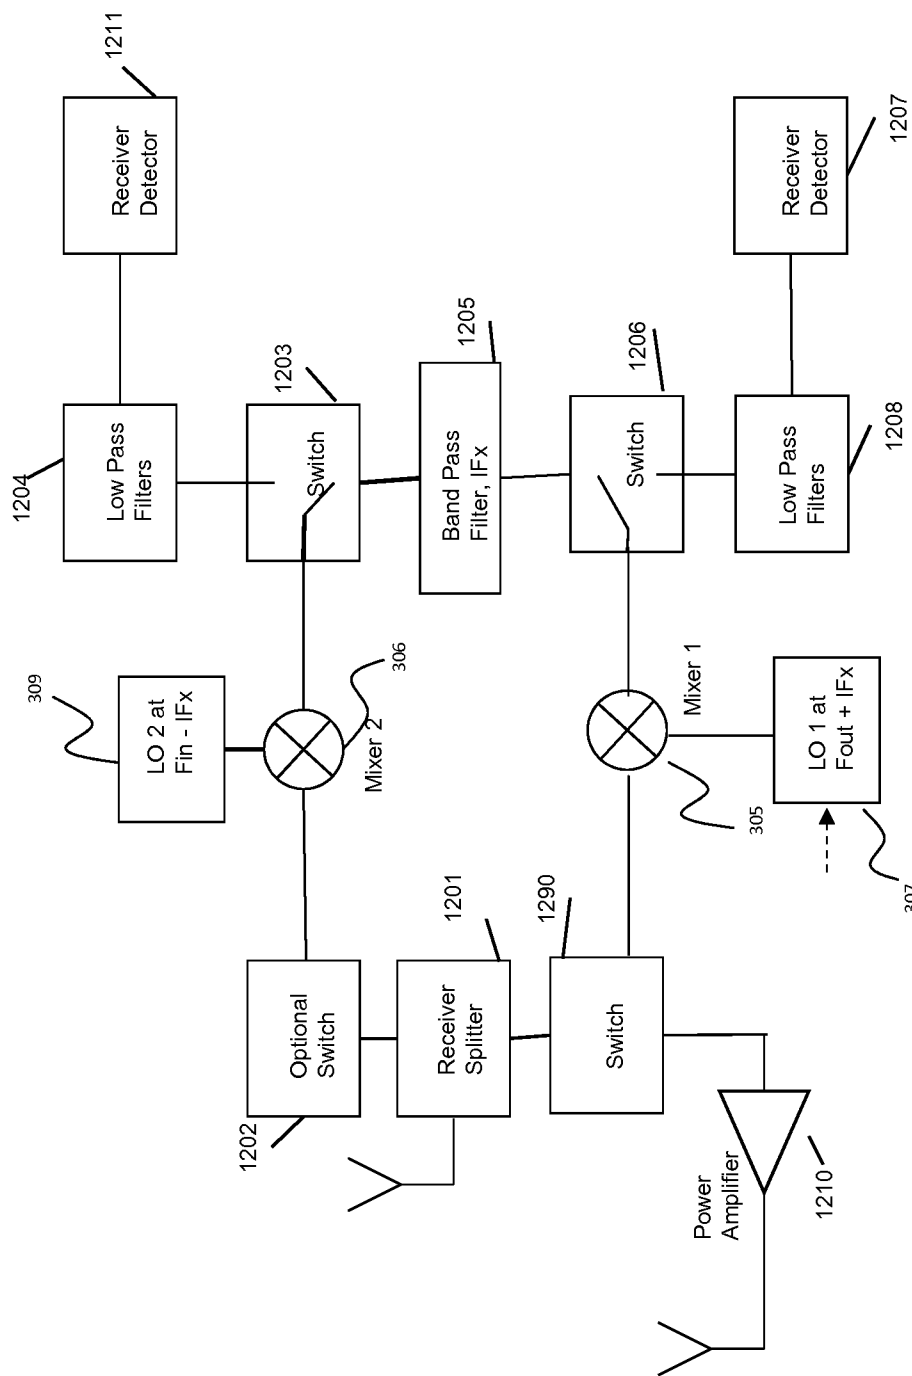 1211
Receiver
Detector
1204
Low Pass
Filters
1203
Switch
309
LO 2 at
Fin - IFx
306
Mixer 2
1205
Band Pass
Filter, IFx
1206
Switch
Receiver
Detector
1207
Low Pass
Filters
1208
Mixer 1
305
LO 1 at
Fout + IFx
307
1202
Optional
Switch
1201
Receiver
Splitter
1290
Switch
Power
Amplifier
1210